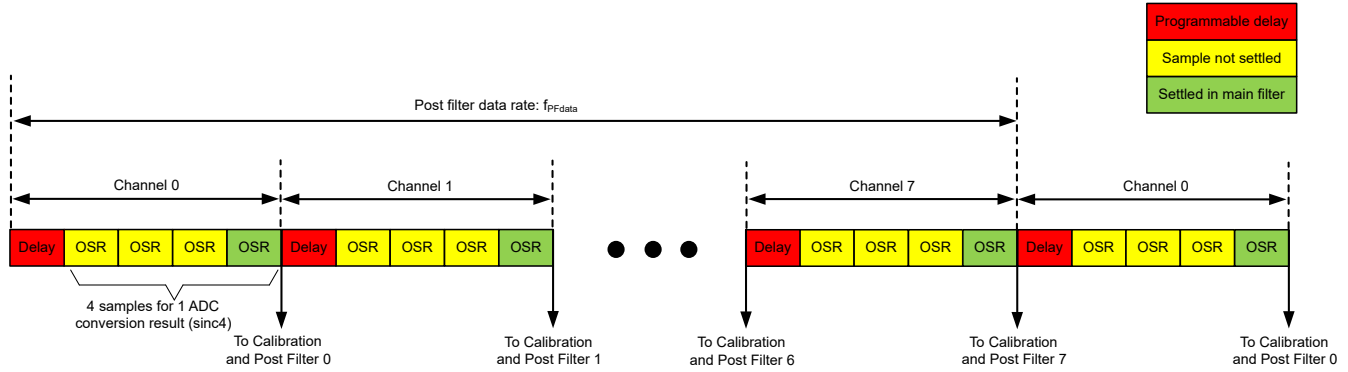 Programmable delay
Sample not settled
Settled in main filter
Post filter data rate: fPFdata
Channel 0
Channel 1
Channel 7
Channel 0
Delay OSR OSR OSR OSR Delay OSR OSR OSR OSR Delay OSR OSR OSR OSR Delay OSR OSR OSR OSR
4 samples for 1 ADC
conversion result (sinc4)
To Calibration
and Post Filter 0
To Calibration
and Post Filter 1
To Calibration
and Post Filter 6
To Calibration
and Post Filter 7
To Calibration
and Post Filter 0